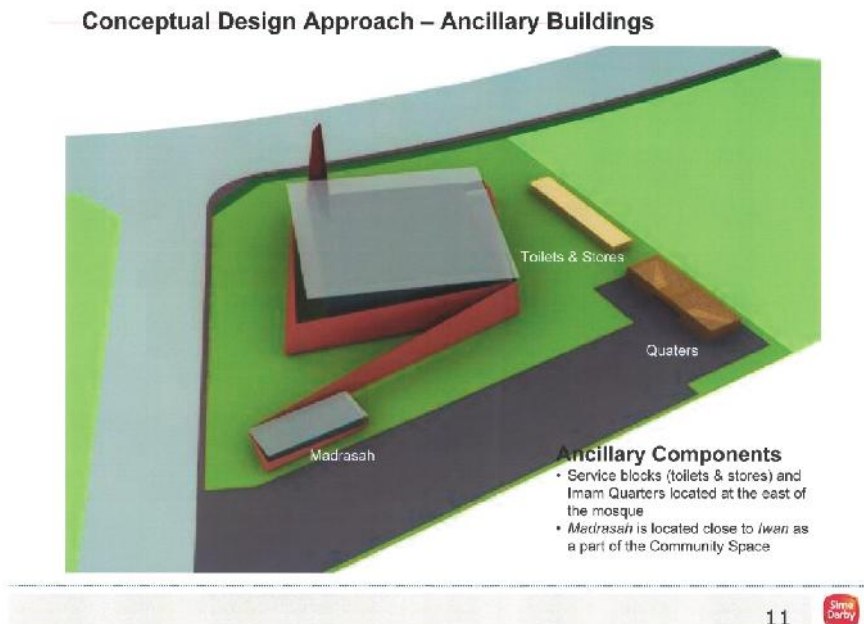 Conceptual Design Approach – Ancillary Buildings
Toilets & Stores
Quaters
Madrasah
Ancillary Components
• Service blocks (toilets & stores) and
Imam Quarters located at the east of
the mosque
• Madrasah is located close to Iwan as
a part of the Community Space
11
Sime
Darby